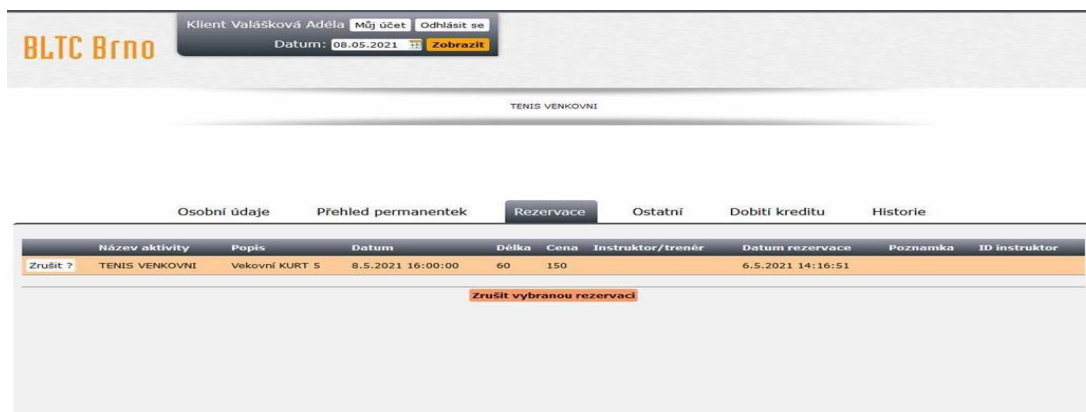 Klient Valášková Adéla Můj účet Odhlásit se
BLTC Brno
Datum: 08.05.2021 Zobrazit
TENIS VENKOVNI
Osobní údaje Přehled permanentek Rezervace Ostatní Dobití kreditu Historie
Název aktivity Popis Datum Délka Cena Instruktor/trenér Datum rezervace Poznamka ID instruktor
Zrušit ? TENIS VENKOVNI Vekovní KURT 5 8.5.2021 16:00:00 60 150 6.5.2021 14:16:51
Zrušit vybranou rezervaci